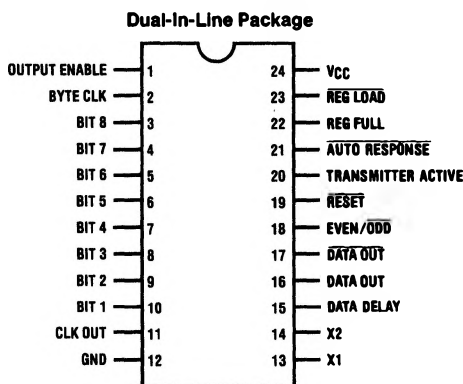 Dual-In-Line Package
OUTPUT ENABLE 1 24 VCC
BYTE CLK 2 23 REG LOAD
BIT 8 3 22 REG FULL
BIT 7 4 21 AUTO RESPONSE
BIT 6 5 20 TRANSMITTER ACTIVE
BIT 5 6 19 RESET
BIT 4 7 18 EVEN/ODD
BIT 3 8 17 DATA OUT
BIT 2 9 16 DATA OUT
BIT 1 10 15 DATA DELAY
CLK OUT 11 14 X2
GND 12 13 X1